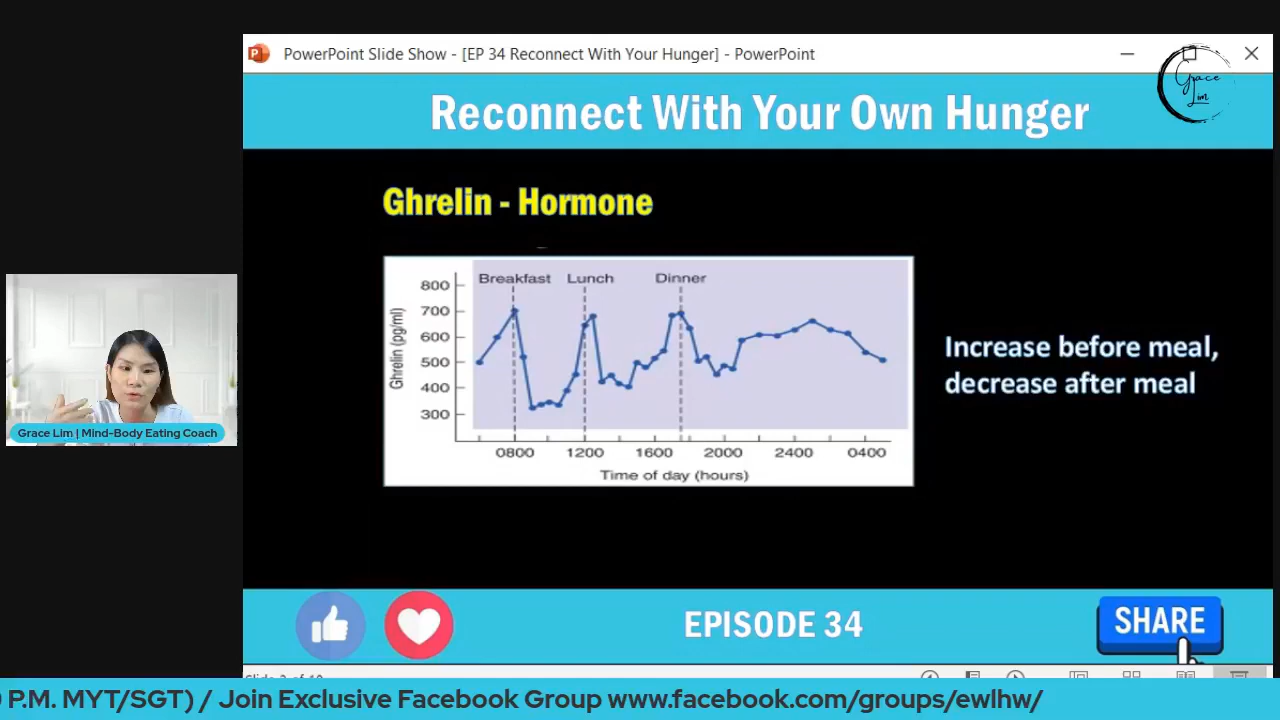 PowerPoint Slide Show - [EP 34 Reconnect With Your Hunger] - PowerPoint
Grace Lim
Reconnect With Your Own Hunger
Ghrelin - Hormone
Breakfast Lunch Dinner
800
700
600
500
400
300
Ghrelin (pg/ml)
0800 1200 1600 2000 2400 0400
Time of day (hours)
Increase before meal,
decrease after meal
Grace Lim | Mind-Body Eating Coach
EPISODE 34
SHARE
P.M. MYT/SGT) / Join Exclusive Facebook Group www.facebook.com/groups/ewlhw/